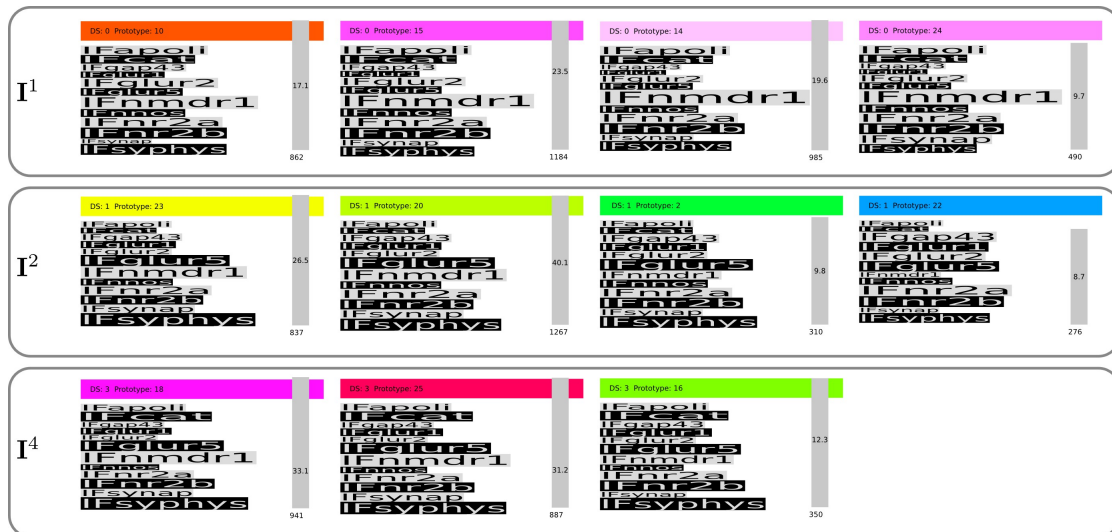 I1
DS: 0 Prototype: 10
IFapoli
IFcat
IFgap43
IFglur1
IFglur2
IFglur5
IFnmdr1
IFnnos
IFnr2a
IFnr2b
IFsynap
IFsyphys
17.1
862
DS: 0 Prototype: 15
IFapoli
IFcat
IFgap43
IFglur1
IFglur2
IFglur5
IFnmdr1
IFnnos
IFnr2a
IFnr2b
IFsynap
IFsyphys
23.5
1184
DS: 0 Prototype: 14
IFapoli
IFcat
IFgap43
IFglur1
IFglur2
IFglur5
IFnmdr1
IFnnos
IFnr2a
IFnr2b
IFsynap
IFsyphys
19.6
985
DS: 0 Prototype: 24
IFapoli
IFcat
IFgap43
IFglur1
IFglur2
IFglur5
IFnmdr1
IFnnos
IFnr2a
IFnr2b
IFsynap
IFsyphys
9.7
490
I2
DS: 1 Prototype: 23
IFapoli
IFcat
IFgap43
IFglur1
IFglur2
IFglur5
IFnmdr1
IFnnos
IFnr2a
IFnr2b
IFsynap
IFsyphys
26.5
837
DS: 1 Prototype: 20
IFapoli
IFcat
IFgap43
IFglur1
IFglur2
IFglur5
IFnmdr1
IFnnos
IFnr2a
IFnr2b
IFsynap
IFsyphys
40.1
1267
DS: 1 Prototype: 2
IFapoli
IFcat
IFgap43
IFglur1
IFglur2
IFglur5
IFnmdr1
IFnnos
IFnr2a
IFnr2b
IFsynap
IFsyphys
9.8
310
DS: 1 Prototype: 22
IFapoli
IFcat
IFgap43
IFglur1
IFglur2
IFglur5
IFnmdr1
IFnnos
IFnr2a
IFnr2b
IFsynap
IFsyphys
8.7
276
I4
DS: 3 Prototype: 18
IFapoli
IFcat
IFgap43
IFglur1
IFglur2
IFglur5
IFnmdr1
IFnnos
IFnr2a
IFnr2b
IFsynap
IFsyphys
33.1
941
DS: 3 Prototype: 25
IFapoli
IFcat
IFgap43
IFglur1
IFglur2
IFglur5
IFnmdr1
IFnnos
IFnr2a
IFnr2b
IFsynap
IFsyphys
31.2
887
DS: 3 Prototype: 16
IFapoli
IFcat
IFgap43
IFglur1
IFglur2
IFglur5
IFnmdr1
IFnnos
IFnr2a
IFnr2b
IFsynap
IFsyphys
12.3
350